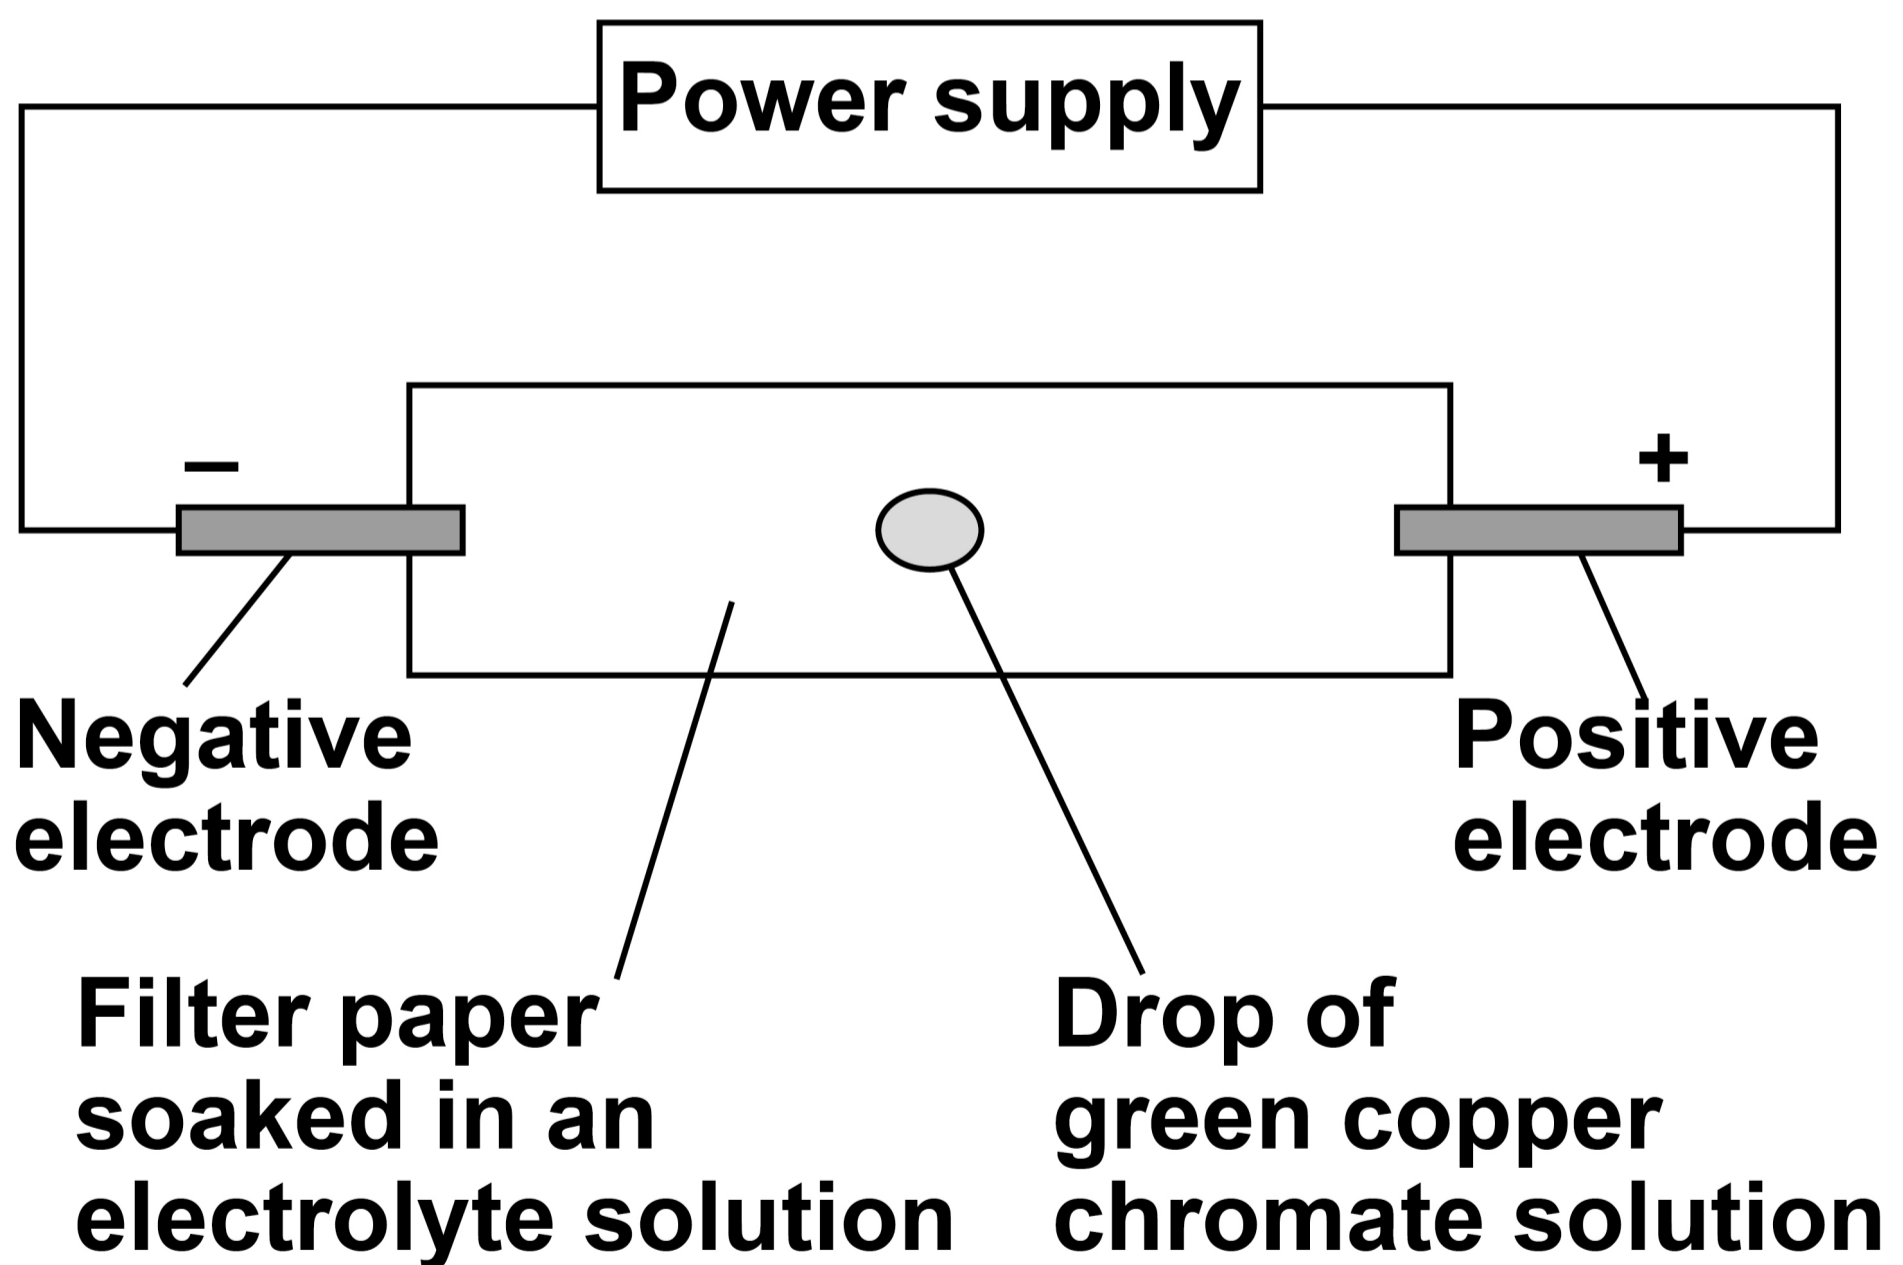 Power supply
–
+
Negative
electrode
Positive
electrode
Filter paper
soaked in an
electrolyte solution
Drop of
green copper
chromate solution